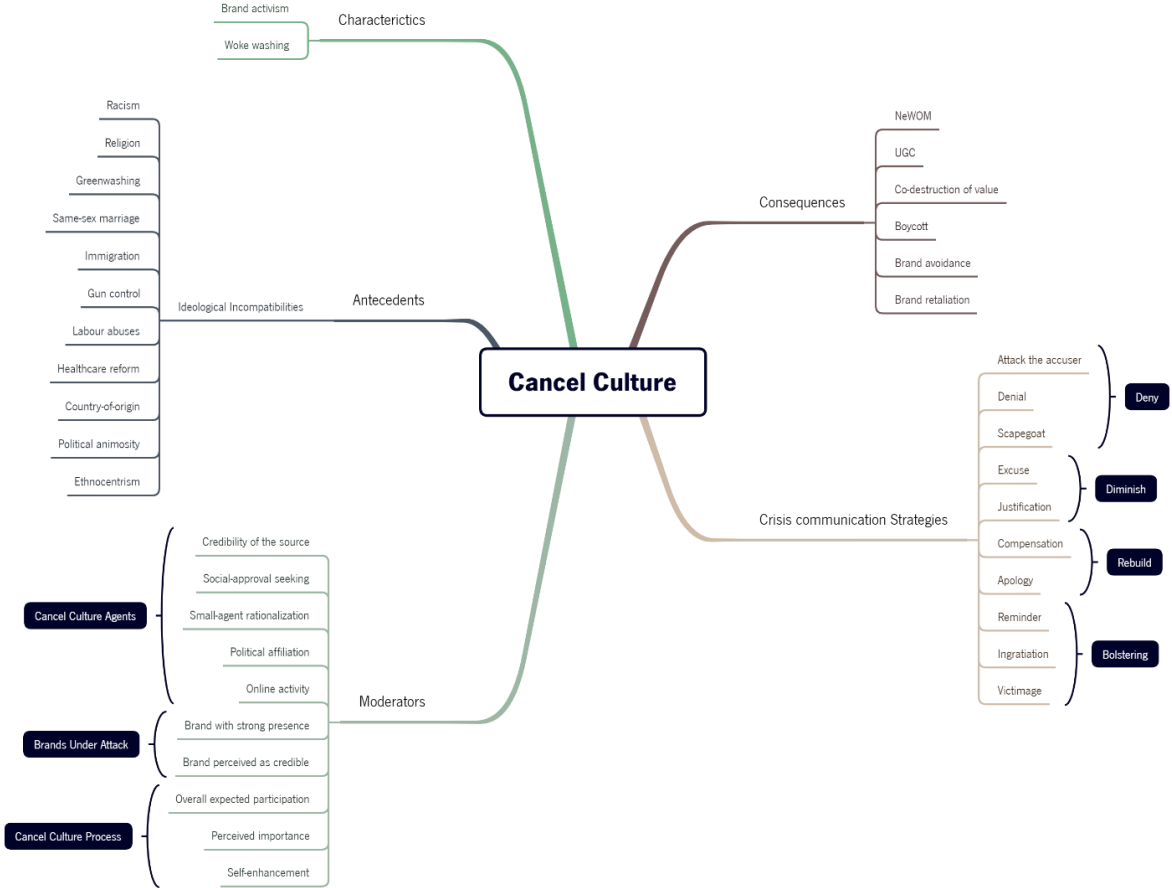 Brand activism
Characterictics
Woke washing
Racism
Religion
Greenwashing
Same-sex marriage
Immigration
Gun control
Labour abuses
Healthcare reform
Country-of-origin
Political animosity
Ethnocentrism
Ideological Incompatibilities
Antecedents
Cancel Culture
Consequences
NeWOM
UGC
Co-destruction of value
Boycott
Brand avoidance
Brand retaliation
Crisis communication Strategies
Attack the accuser
Denial
Scapegoat
Deny
Excuse
Justification
Diminish
Compensation
Apology
Rebuild
Reminder
Ingratiation
Victimage
Bolstering
Moderators
Cancel Culture Agents
Credibility of the source
Social-approval seeking
Small-agent rationalization
Political affiliation
Online activity
Brands Under Attack
Brand with strong presence
Brand perceived as credible
Cancel Culture Process
Overall expected participation
Perceived importance
Self-enhancement